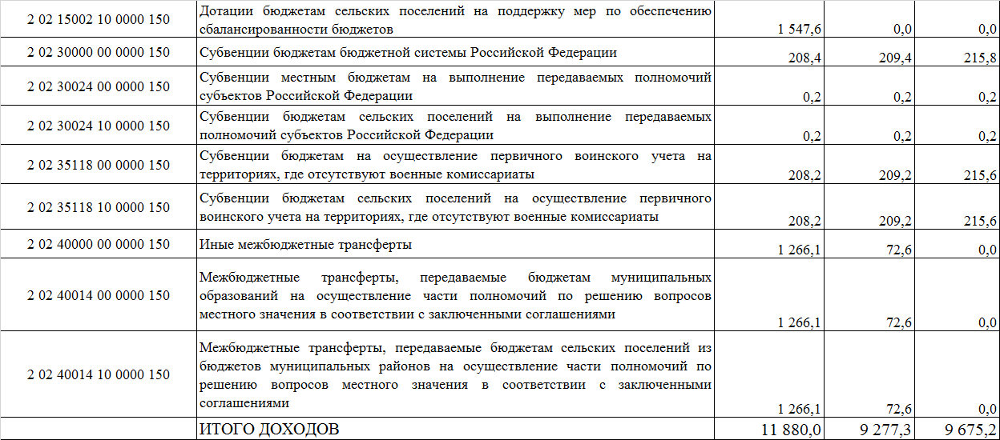 2 02 15002 10 0000 150
Дотации бюджетам сельских поселений на поддержку мер по обеспечению
сбалансированности бюджетов
1 547,6 0,0 0,0
2 02 30000 00 0000 150
Субвенции бюджетам бюджетной системы Российской Федерации
208,4 209,4 215,8
2 02 30024 00 0000 150
Субвенции местным бюджетам на выполнение передаваемых полномочий
субъектов Российской Федерации
0,2 0,2 0,2
2 02 30024 10 0000 150
Субвенции бюджетам сельских поселений на выполнение передаваемых
полномочий субъектов Российской Федерации
0,2 0,2 0,2
2 02 35118 00 0000 150
Субвенции бюджетам на осуществление первичного воинского учета на
территориях, где отсутствуют военные комиссариаты
208,2 209,2 215,6
2 02 35118 10 0000 150
Субвенции бюджетам сельских поселений на осуществление первичного
воинского учета на территориях, где отсутствуют военные комиссариаты
208,2 209,2 215,6
2 02 40000 00 0000 150
Иные межбюджетные трансферты
1 266,1 72,6 0,0
2 02 40014 00 0000 150
Межбюджетные трансферты, передаваемые бюджетам муниципальных
образований на осуществление части полномочий по решению вопросов
местного значения в соответствии с заключенными соглашениями
1 266,1 72,6 0,0
2 02 40014 10 0000 150
Межбюджетные трансферты, передаваемые бюджетам сельских поселений из
бюджетов муниципальных районов на осуществление части полномочий по
решению вопросов местного значения в соответствии с заключенными
соглашениями
1 266,1 72,6 0,0
ИТОГО ДОХОДОВ 11 880,0 9 277,3 9 675,2